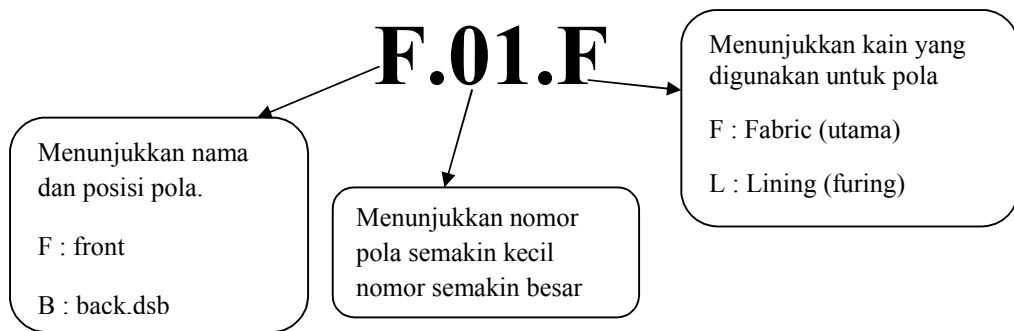 F.01.F
Menunjukkan nama
dan posisi pola.
F : front
B : back.dsb
Menunjukkan nomor
pola semakin kecil
nomor semakin besar
Menunjukkan kain yang
digunakan untuk pola
F : Fabric (utama)
L : Lining (furing)